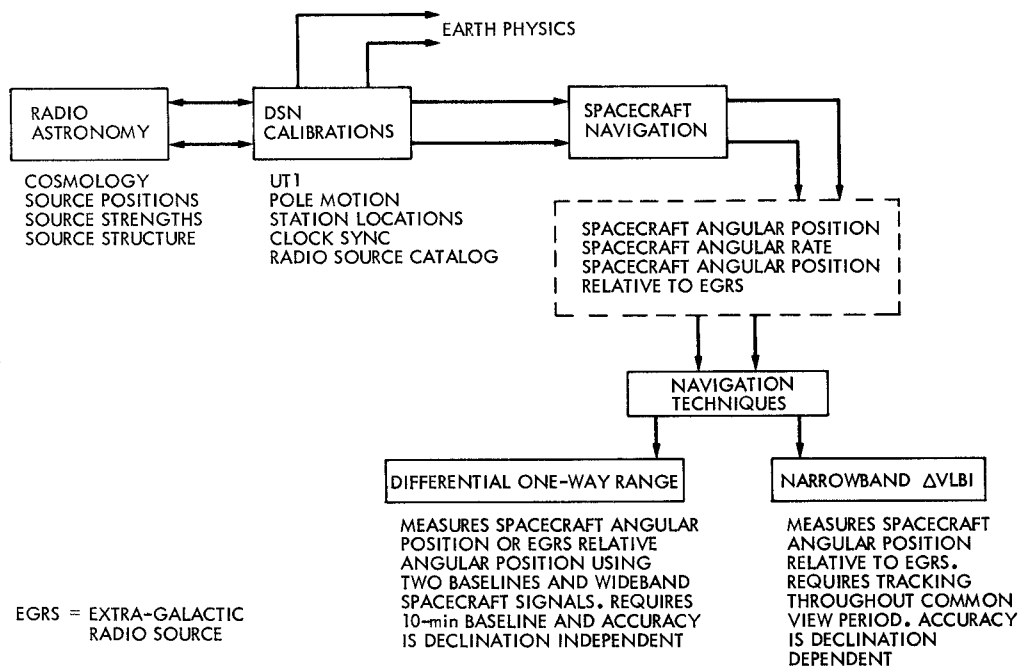 EARTH PHYSICS
RADIO
ASTRONOMY
DSN
CALIBRATIONS
SPACECRAFT
NAVIGATION
COSMOLOGY
SOURCE POSITIONS
SOURCE STRENGTHS
SOURCE STRUCTURE
UT1
POLE MOTION
STATION LOCATIONS
CLOCK SYNC
RADIO SOURCE CATALOG
SPACECRAFT ANGULAR POSITION
SPACECRAFT ANGULAR RATE
SPACECRAFT ANGULAR POSITION
RELATIVE TO EGRS
NAVIGATION
TECHNIQUES
DIFFERENTIAL ONE-WAY RANGE
MEASURES SPACECRAFT ANGULAR
POSITION OR EGRS RELATIVE
ANGULAR POSITION USING
TWO BASELINES AND WIDEBAND
SPACECRAFT SIGNALS. REQUIRES
10-min BASELINE AND ACCURACY
IS DECLINATION INDEPENDENT
NARROWBAND ΔVLBI
MEASURES SPACECRAFT
ANGULAR POSITION
RELATIVE TO EGRS.
REQUIRES TRACKING
THROUGHOUT COMMON
VIEW PERIOD. ACCURACY
IS DECLINATION
DEPENDENT
EGRS = EXTRA-GALACTIC
RADIO SOURCE